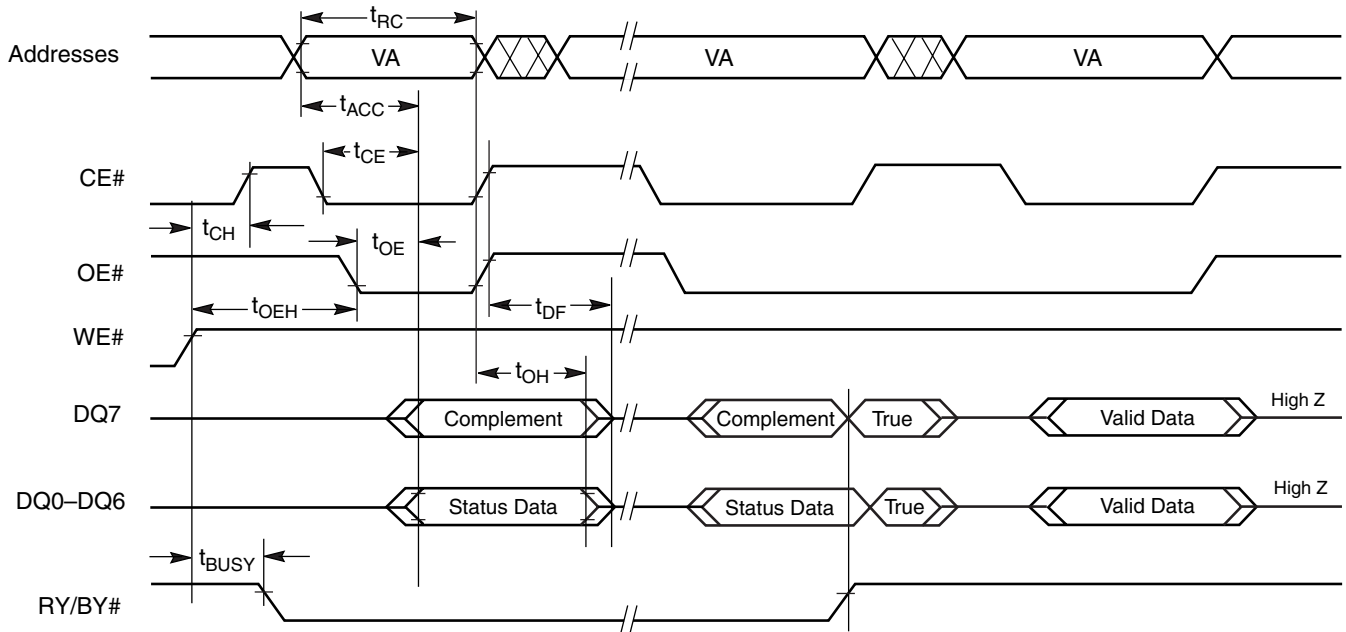 tRC
Addresses VA VA VA
tACC
tCE
CE#
tCH
tOE
OE#
tOEH
tDF
WE#
tOH
DQ7 Complement Complement True Valid Data High Z
DQ0–DQ6 Status Data Status Data True Valid Data High Z
tBUSY
RY/BY#